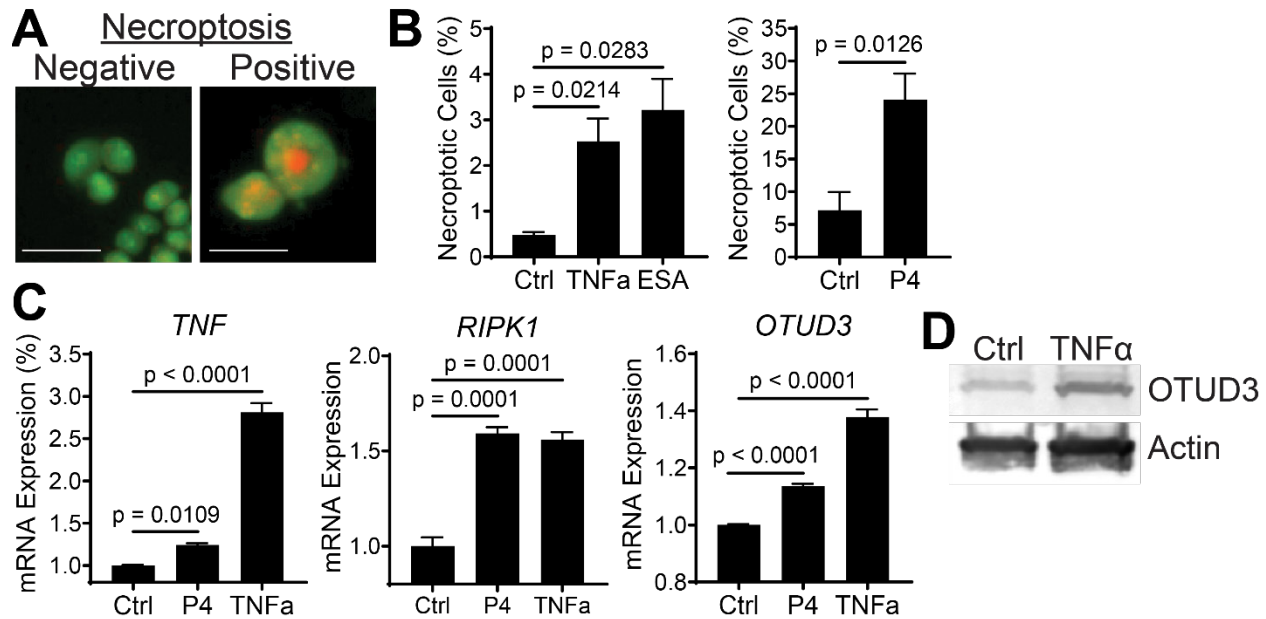 A
Necroptosis
Negative Positive
B
Necroptotic Cells (%)
5
4
3
2
1
0
p = 0.0283
p = 0.0214
Ctrl TNFa ESA
Necroptotic Cells (%)
35
30
25
20
15
10
5
0
p = 0.0126
Ctrl P4
C
TNF
mRNA Expression (%)
3.5
3.0
2.5
2.0
1.5
1.0
p < 0.0001
p = 0.0109
Ctrl P4 TNFa
RIPK1
mRNA Expression
2.0
1.5
1.0
p = 0.0001
p = 0.0001
Ctrl P4 TNFa
OTUD3
mRNA Expression
1.6
1.4
1.2
1.0
0.8
p < 0.0001
p < 0.0001
Ctrl P4 TNFa
D
Ctrl TNFα
OTUD3
Actin